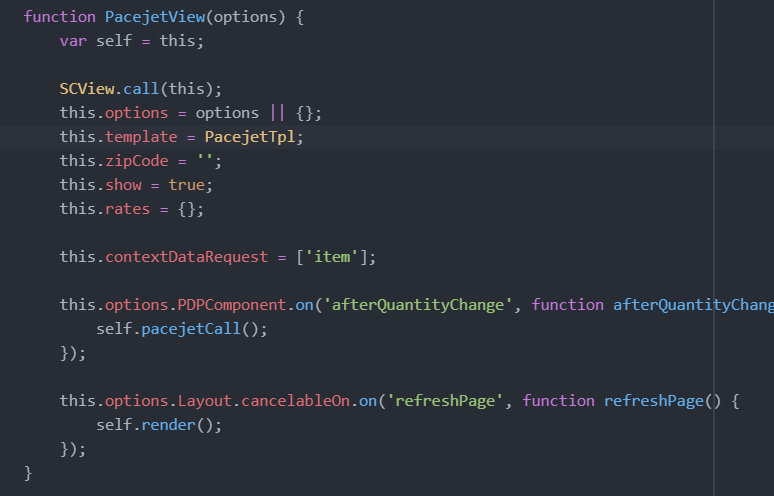 function PacejetView(options) {
    var self = this;

    SCView.call(this);
    this.options = options || {};
    this.template = PacejetTpl;
    this.zipCode = '';
    this.show = true;
    this.rates = {};

    this.contextDataRequest = ['item'];

    this.options.PDPComponent.on('afterQuantityChange', function afterQuantityChang
        self.pacejetCall();
    });

    this.options.Layout.cancelableOn.on('refreshPage', function refreshPage() {
        self.render();
    });
}